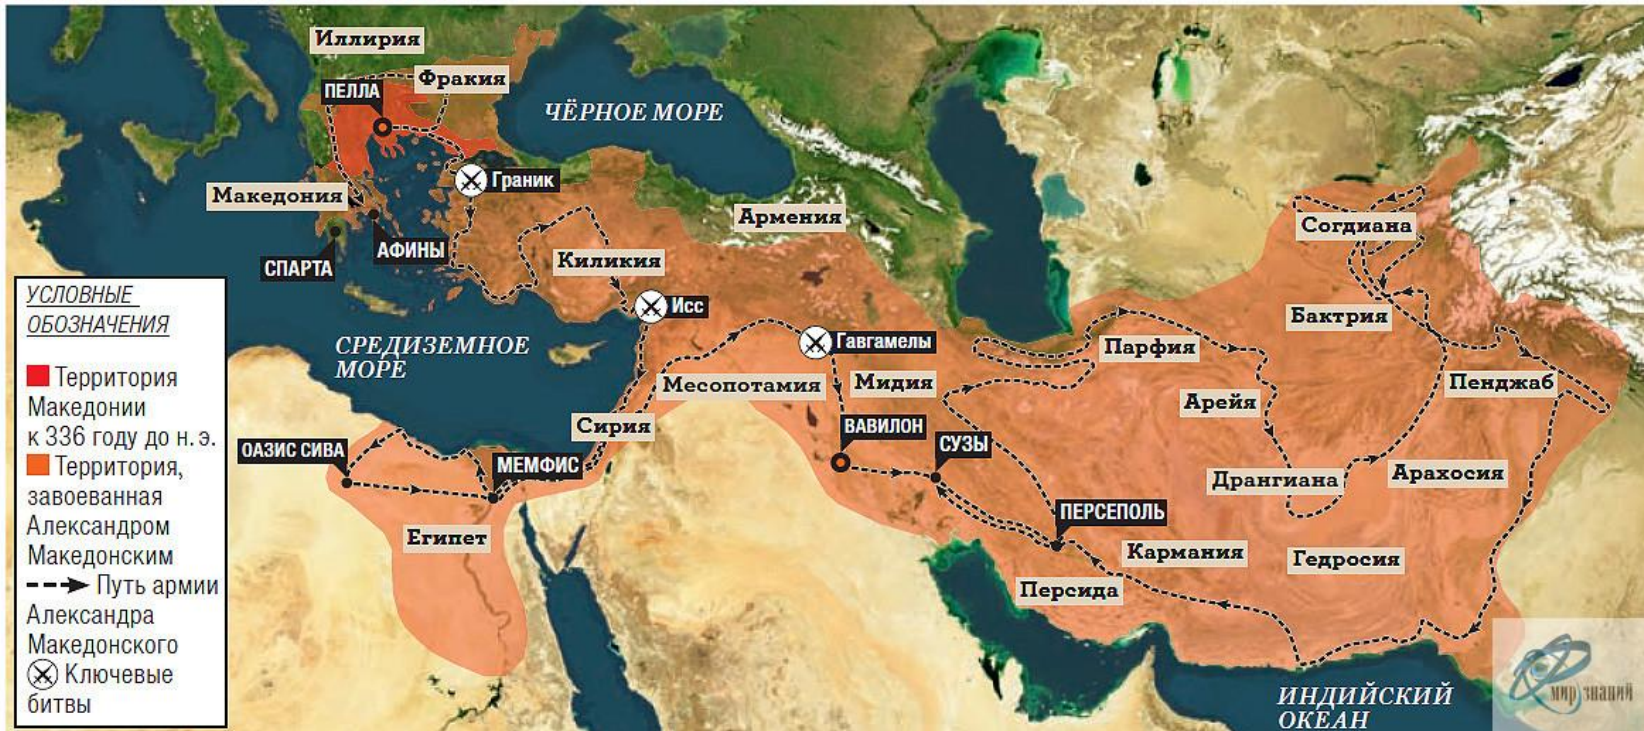 Иллирия
Фракия
ПЕЛЛА
ЧЁРНОЕ МОРЕ
Граник
Македония
Армения
Согдиана
АФИНЫ
СПАРТА
Киликия
Исс
Бактрия
Гавгамелы
Парфия
СРЕДИЗЕМНОЕ
МОРЕ
Месопотамия
Мидия
Пенджаб
Арейя
Сирия
ВАВИЛОН
СУЗЫ
ОАЗИС СИВА
МЕМФИС
Дрангиана
Арахосия
ПЕРСЕПОЛЬ
Египет
Кармания
Гедросия
Персида
ИНДИЙСКИЙ
ОКЕАН
УСЛОВНЫЕ
ОБОЗНАЧЕНИЯ
Территория
Македонии
к 336 году до н. э.
Территория,
завоеванная
Александром
Македонским
Путь армии
Александра
Македонского
Ключевые
битвы
мир знаний